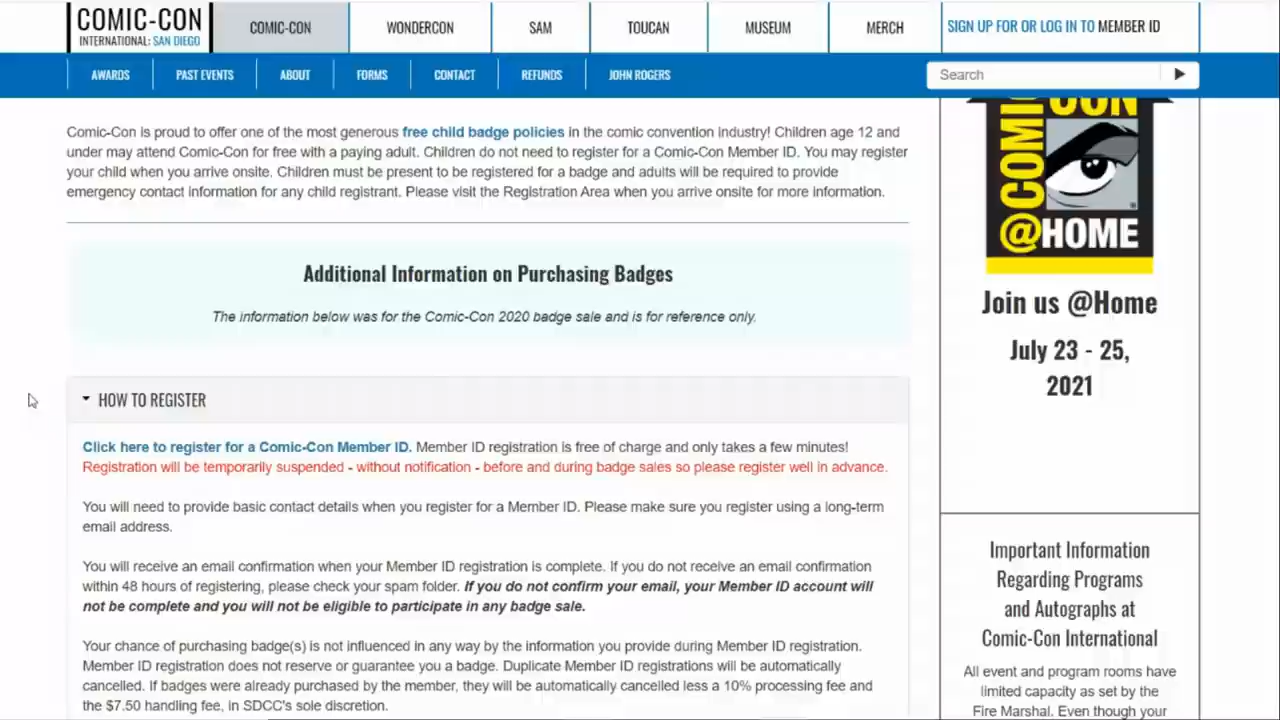 COMIC-CON
INTERNATIONAL: SAN DIEGO
COMIC-CON
WONDERCON
SAM
TOUCAN
MUSEUM
MERCH
SIGN UP FOR OR LOG IN TO MEMBER ID
AWARDS
PAST EVENTS
ABOUT
FORMS
CONTACT
REFUNDS
JOHN ROGERS
Search
Comic-Con is proud to offer one of the most generous free child badge policies in the comic convention industry! Children age 12 and
under may attend Comic-Con for free with a paying adult. Children do not need to register for a Comic-Con Member ID. You may register
your child when you arrive onsite. Children must be present to be registered for a badge and adults will be required to provide
emergency contact information for any child registrant. Please visit the Registration Area when you arrive onsite for more information.
Additional Information on Purchasing Badges
The information below was for the Comic-Con 2020 badge sale and is for reference only.
HOW TO REGISTER
Click here to register for a Comic-Con Member ID. Member ID registration is free of charge and only takes a few minutes!
Registration will be temporarily suspended - without notification - before and during badge sales so please register well in advance.
You will need to provide basic contact details when you register for a Member ID. Please make sure you register using a long-term
email address.
You will receive an email confirmation when your Member ID registration is complete. If you do not receive an email confirmation
within 48 hours of registering, please check your spam folder. If you do not confirm your email, your Member ID account will
not be complete and you will not be eligible to participate in any badge sale.
Your chance of purchasing badge(s) is not influenced in any way by the information you provide during Member ID registration.
Member ID registration does not reserve or guarantee you a badge. Duplicate Member ID registrations will be automatically
cancelled. If badges were already purchased by the member, they will be automatically cancelled less a 10% processing fee and
the $7.50 handling fee, in SDCC's sole discretion.
@COMIC
CON
@HOME
Join us @Home
July 23 - 25,
2021
Important Information
Regarding Programs
and Autographs at
Comic-Con International
All event and program rooms have
limited capacity as set by the
Fire Marshal. Even though your